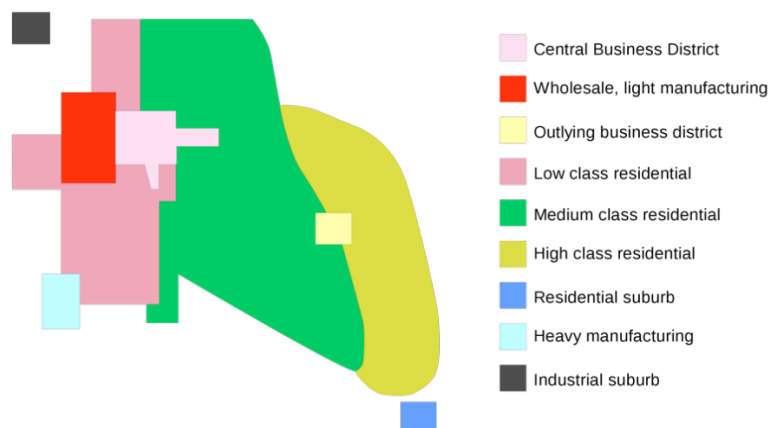 Central Business District
Wholesale, light manufacturing
Outlying business district
Low class residential
Medium class residential
High class residential
Residential suburb
Heavy manufacturing
Industrial suburb